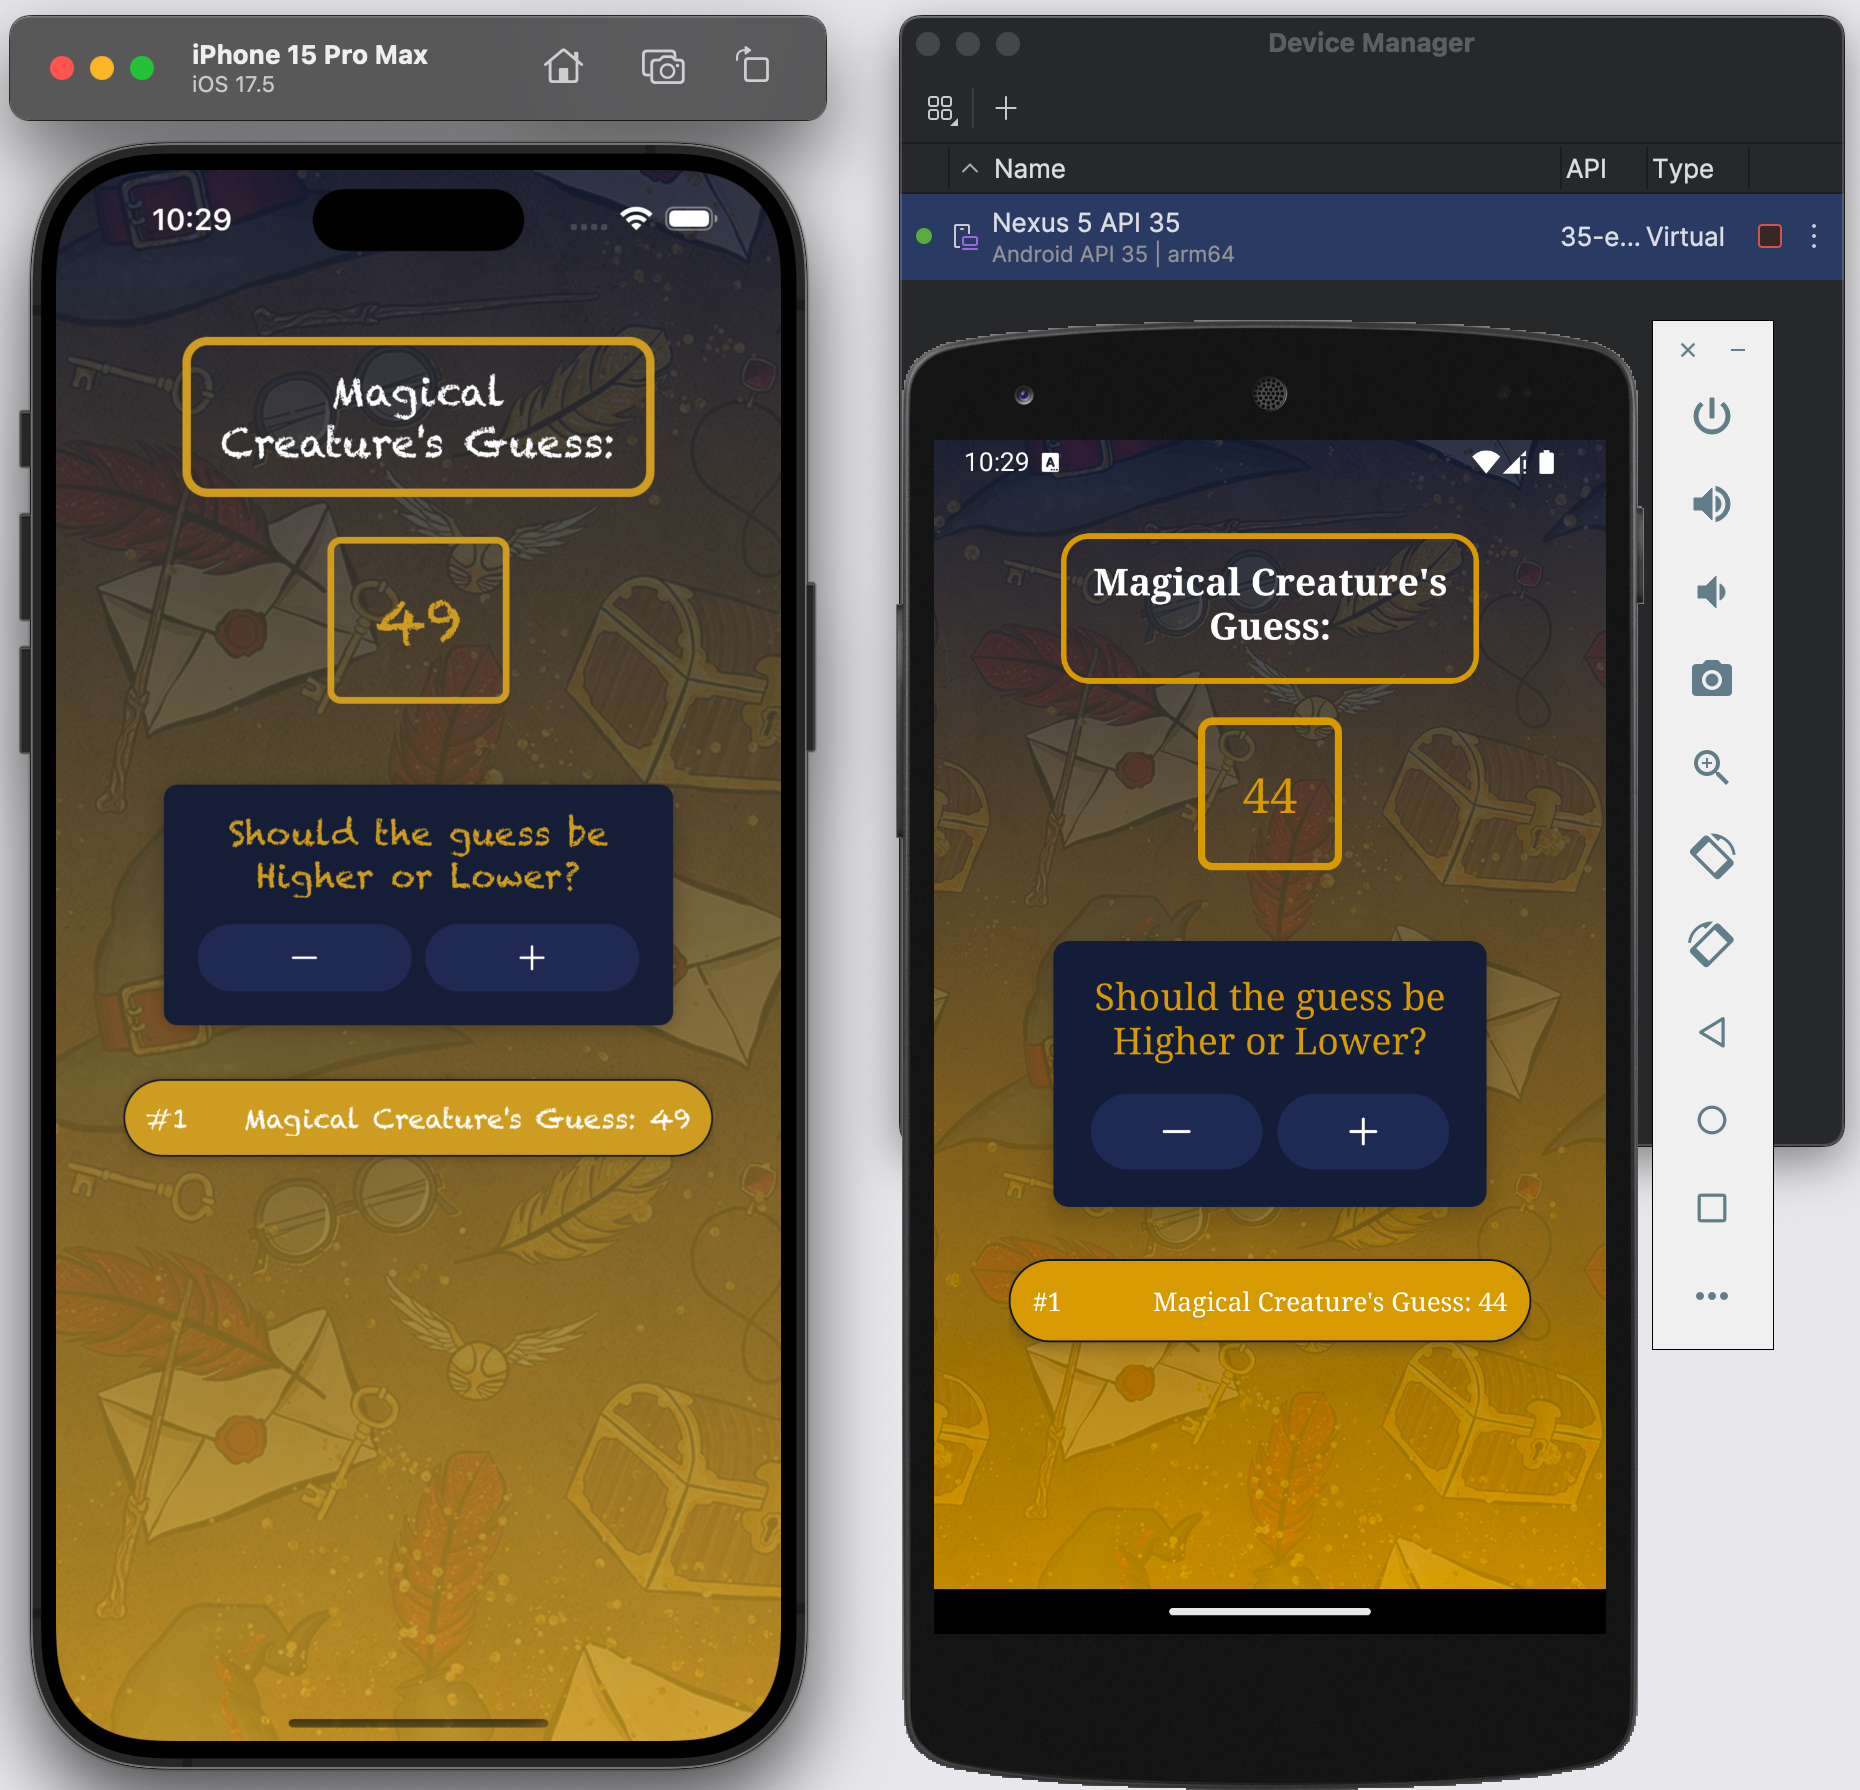 iPhone 15 Pro Max
iOS 17.5
10:29
Magical
Creature's Guess:
49
Should the guess be
Higher or Lower?
#1 Magical Creature's Guess: 49
Device Manager
Name API Type
Nexus 5 API 35
Android API 35 | arm64
35-e... Virtual
10:29 A
Magical Creature's
Guess:
44
Should the guess be
Higher or Lower?
#1 Magical Creature's Guess: 44